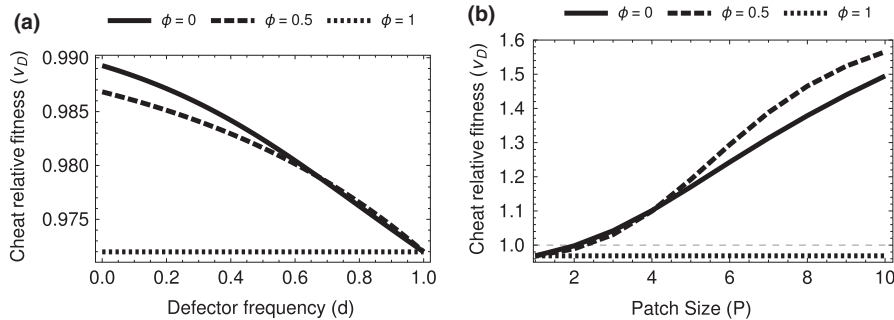 (a)
ϕ = 0 ϕ = 0.5 ϕ = 1
Cheat relative fitness (v_D)
0.990
0.985
0.980
0.975
0.0 0.2 0.4 0.6 0.8 1.0
Defector frequency (d)
(b)
ϕ = 0 ϕ = 0.5 ϕ = 1
Cheat relative fitness (v_D)
1.6
1.5
1.4
1.3
1.2
1.1
1.0
2 4 6 8 10
Patch Size (P)